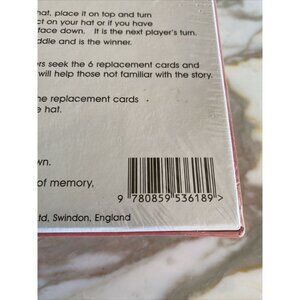 hat, place it on top and turn
ct on your hat or if you have
face down. It is the next player's turn.
ddle and is the winner.
ers seek the 6 replacement cards and
will help those not familiar with the story.
he replacement cards
e hat.
wn.
of memory.
9 780859 536189>
td, Swindon, England